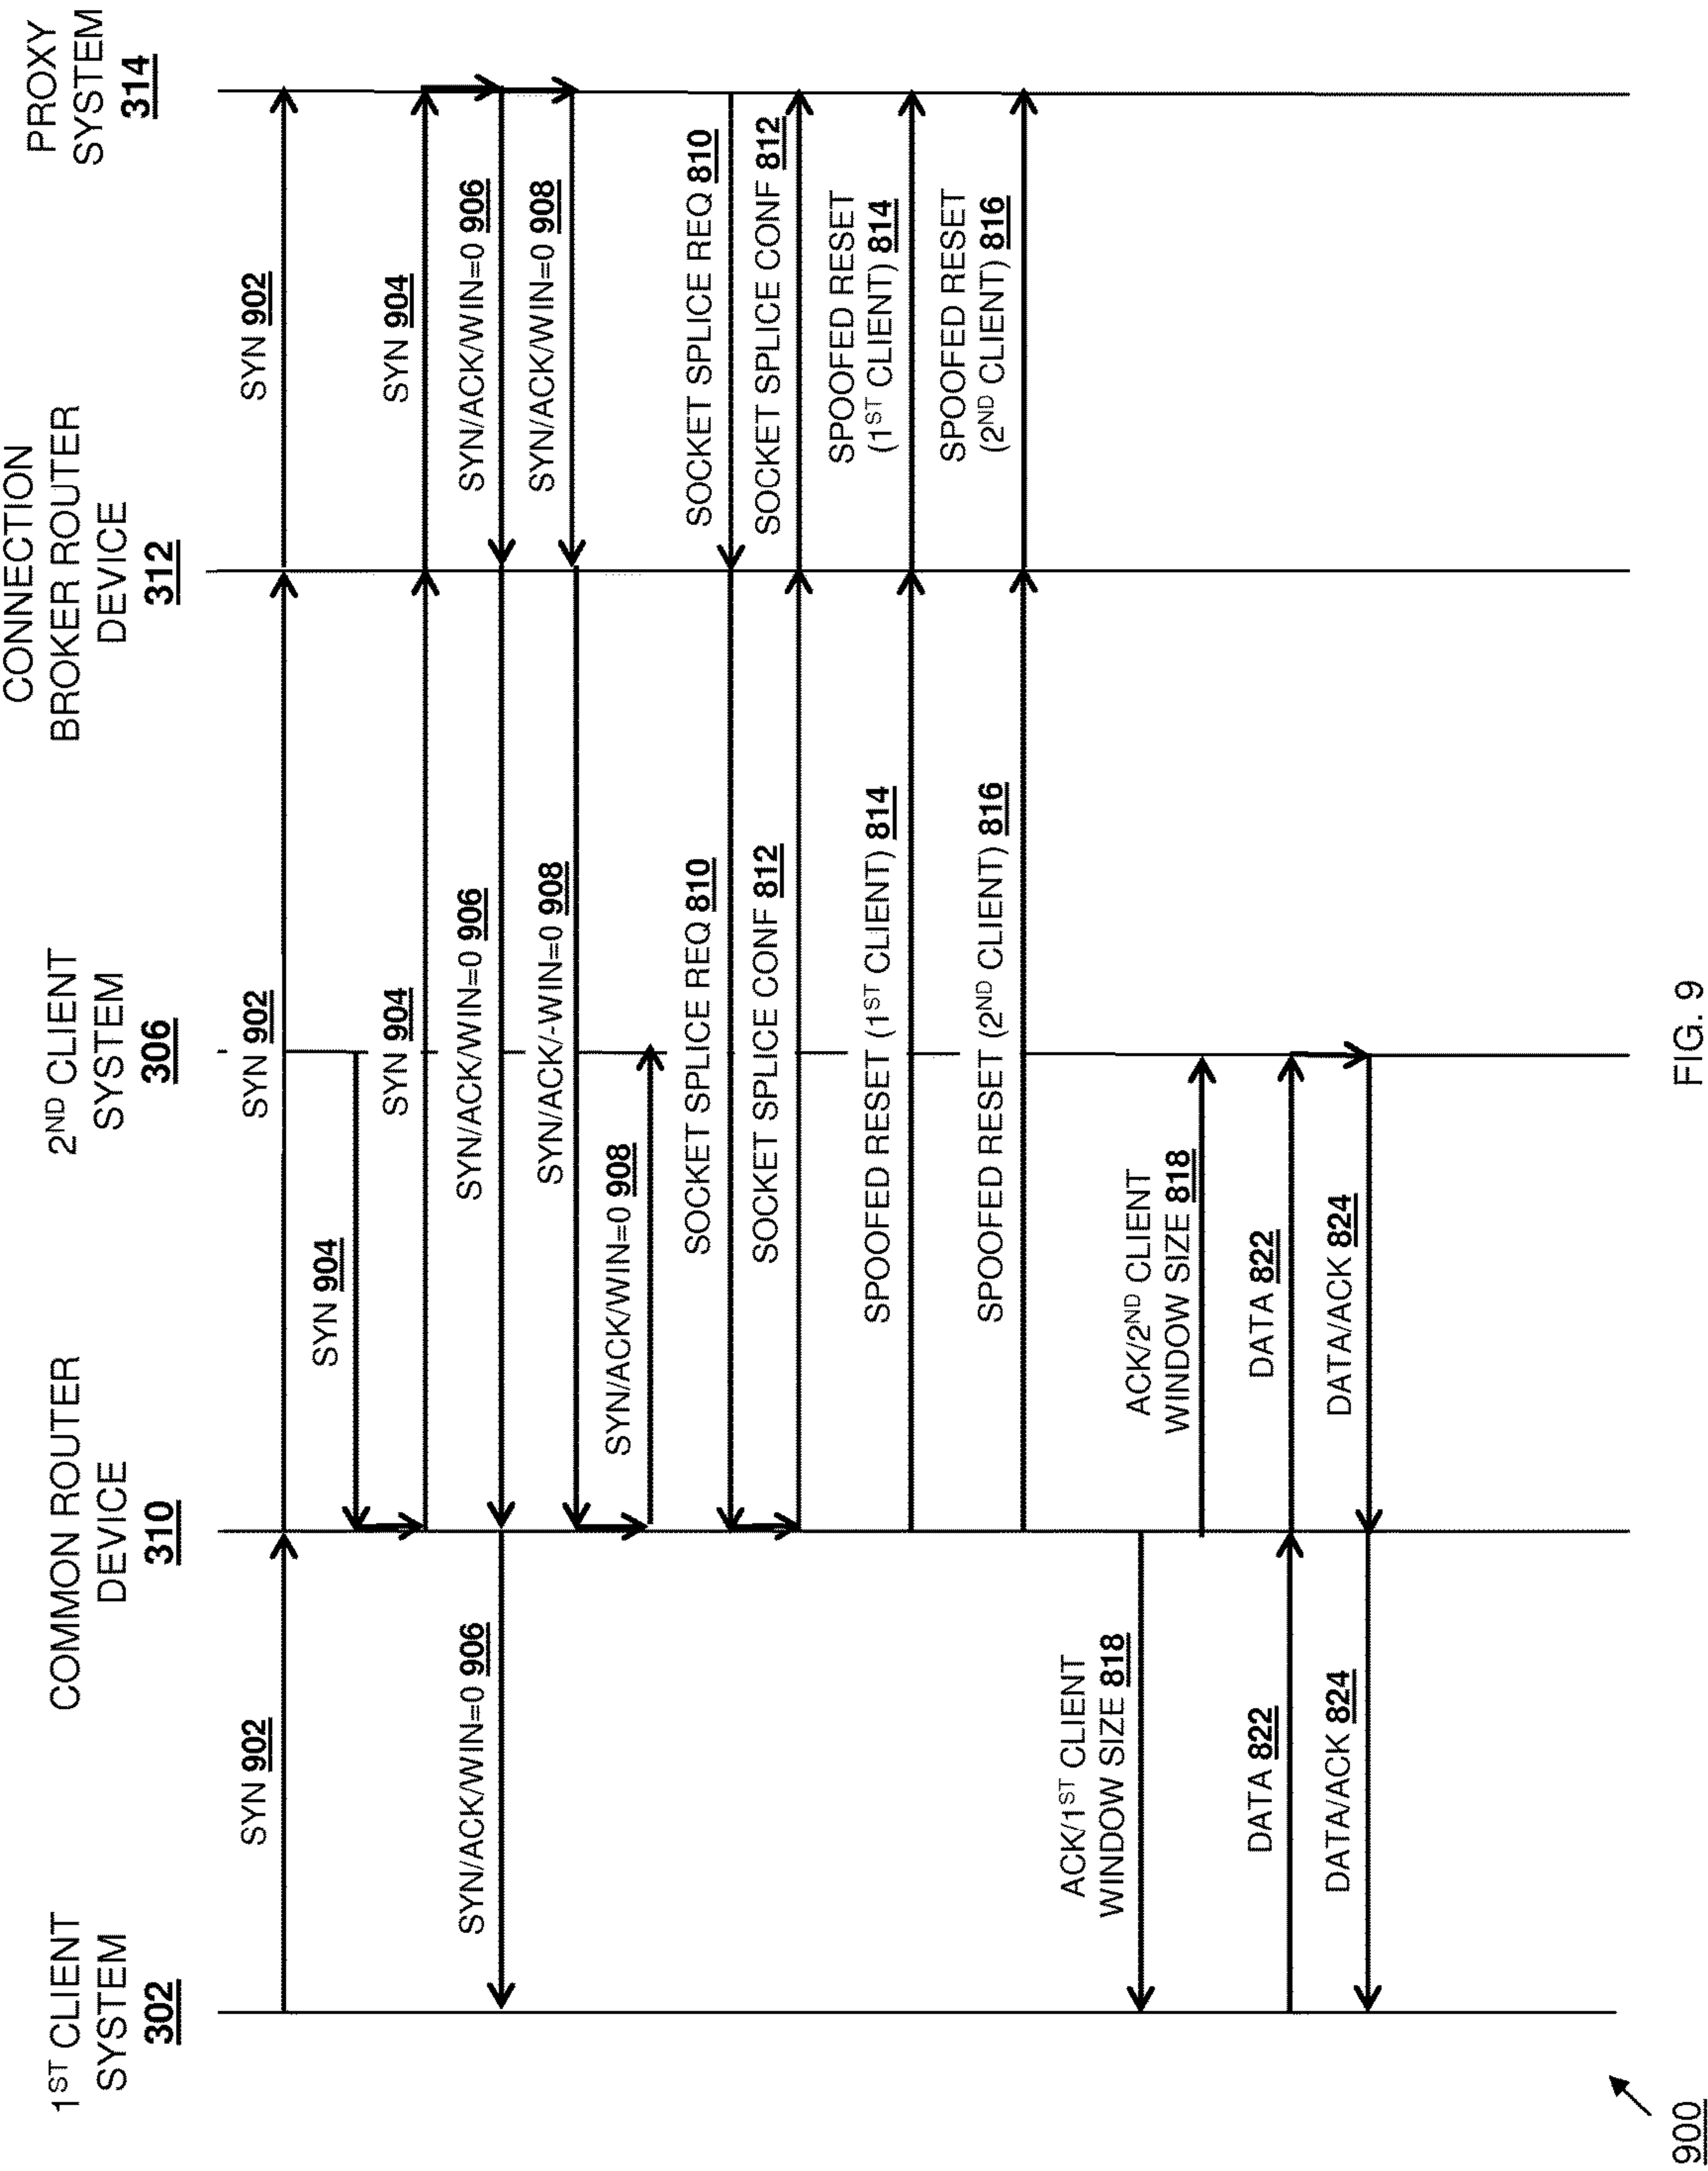 1ST CLIENT
SYSTEM
302
COMMON ROUTER
DEVICE
310
2ND CLIENT
SYSTEM
306
CONNECTION
BROKER ROUTER
DEVICE
312
PROXY
SYSTEM
314
SYN 902
SYN 902
SYN 902
SYN 904
SYN 904
SYN 904
SYN/ACK/WIN=0 906
SYN/ACK/WIN=0 906
SYN/ACK/WIN=0 906
SYN/ACK/-WIN=0 908
SYN/ACK/WIN=0 908
SYN/ACK/WIN=0 908
SOCKET SPLICE REQ 810
SOCKET SPLICE REQ 810
SOCKET SPLICE CONF 812
SOCKET SPLICE CONF 812
SPOOFED RESET (1ST CLIENT) 814
SPOOFED RESET
(1ST CLIENT) 814
SPOOFED RESET (2ND CLIENT) 816
SPOOFED RESET
(2ND CLIENT) 816
ACK/1ST CLIENT
WINDOW SIZE 818
ACK/2ND CLIENT
WINDOW SIZE 818
DATA 822
DATA 822
DATA/ACK 824
DATA/ACK 824
900
FIG. 9